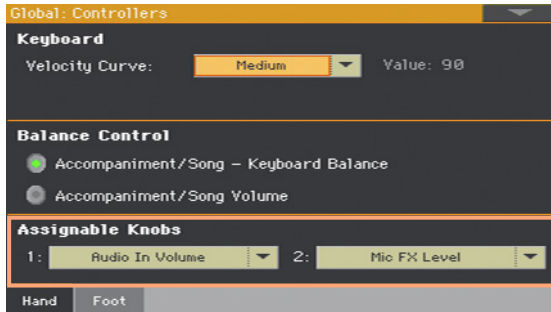 Global: Controllers
Keyboard
Velocity Curve: Medium Value: 90
Balance Control
Accompaniment/Song - Keyboard Balance
Accompaniment/Song Volume
Assignable Knobs
1: Audio In Volume 2: Mic FX Level
Hand Foot